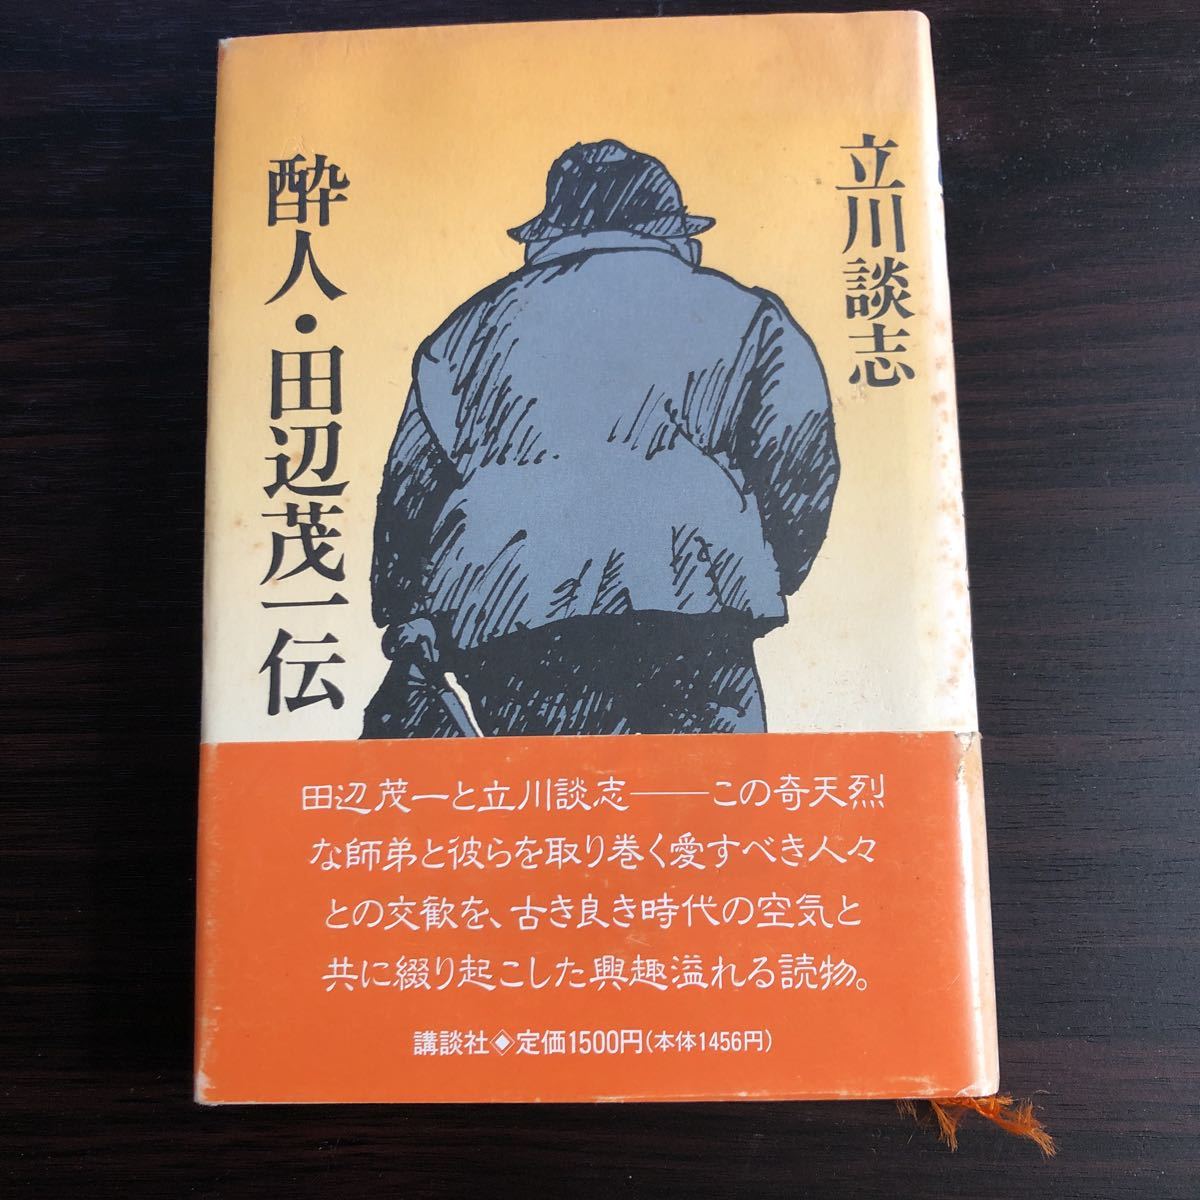 立川談志
酔人・田辺茂一伝
田辺茂一と立川談志──この奇天烈
な師弟と彼らを取り巻く愛すべき人々
との交歓を、古き良き時代の空気と
共に綴り起こした興趣溢れる読物。
講談社◈定価1500円(本体1456円)